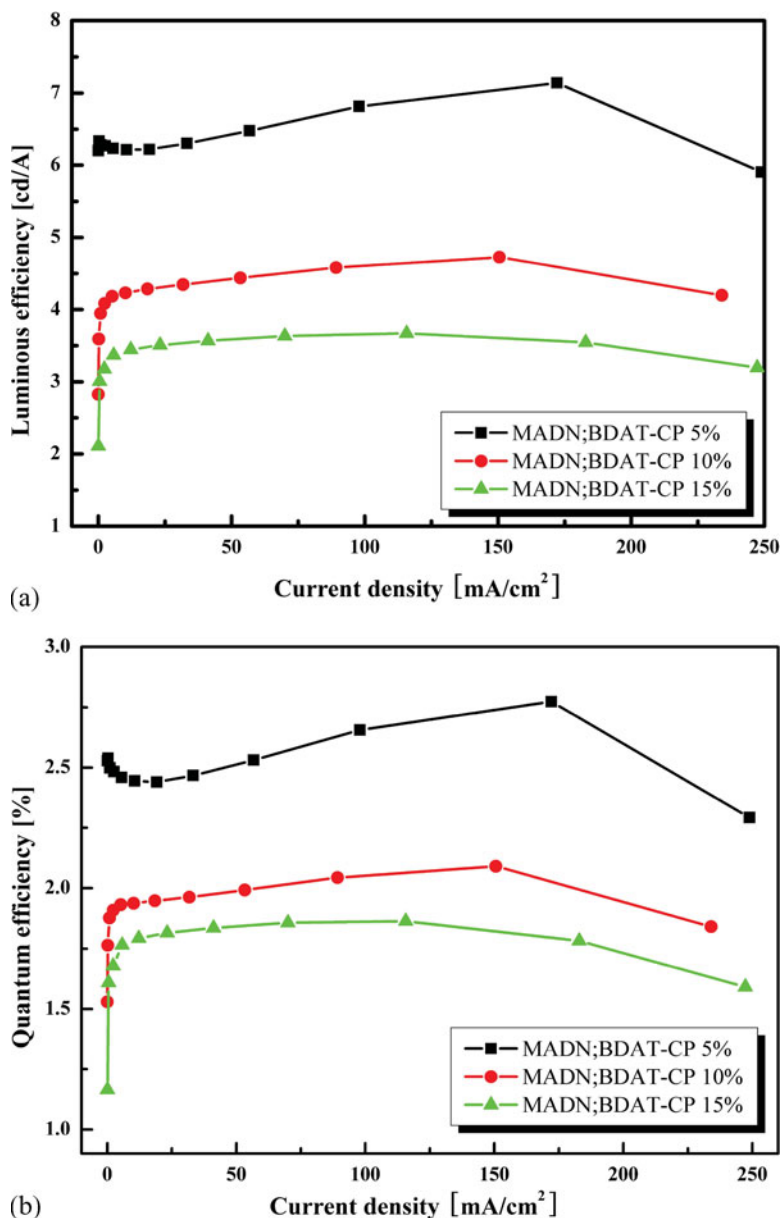 8
7
6
5
4
3
2
1
Luminous efficiency [cd/A]
MADN;BDAT-CP 5%
MADN;BDAT-CP 10%
MADN;BDAT-CP 15%
0 50 100 150 200 250
Current density [mA/cm²]
(a)
3.0
2.5
2.0
1.5
1.0
Quantum efficiency [%]
MADN;BDAT-CP 5%
MADN;BDAT-CP 10%
MADN;BDAT-CP 15%
0 50 100 150 200 250
Current density [mA/cm²]
(b)